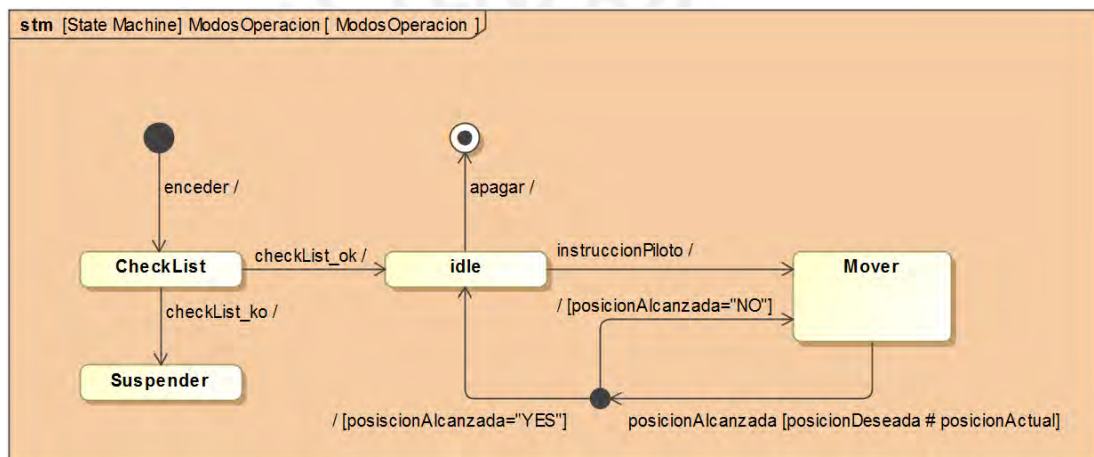 stm [State Machine] ModosOperacion [ ModosOperacion ]
enceder /
apagar /
CheckList
checkList_ok /
idle
instruccionPiloto /
Mover
checkList_ko /
/ [posicionAlcanzada="NO"]
Suspender
/ [posiscionAlcanzada="YES"]
posicionAlcanzada [posicionDeseada # posicionActual]